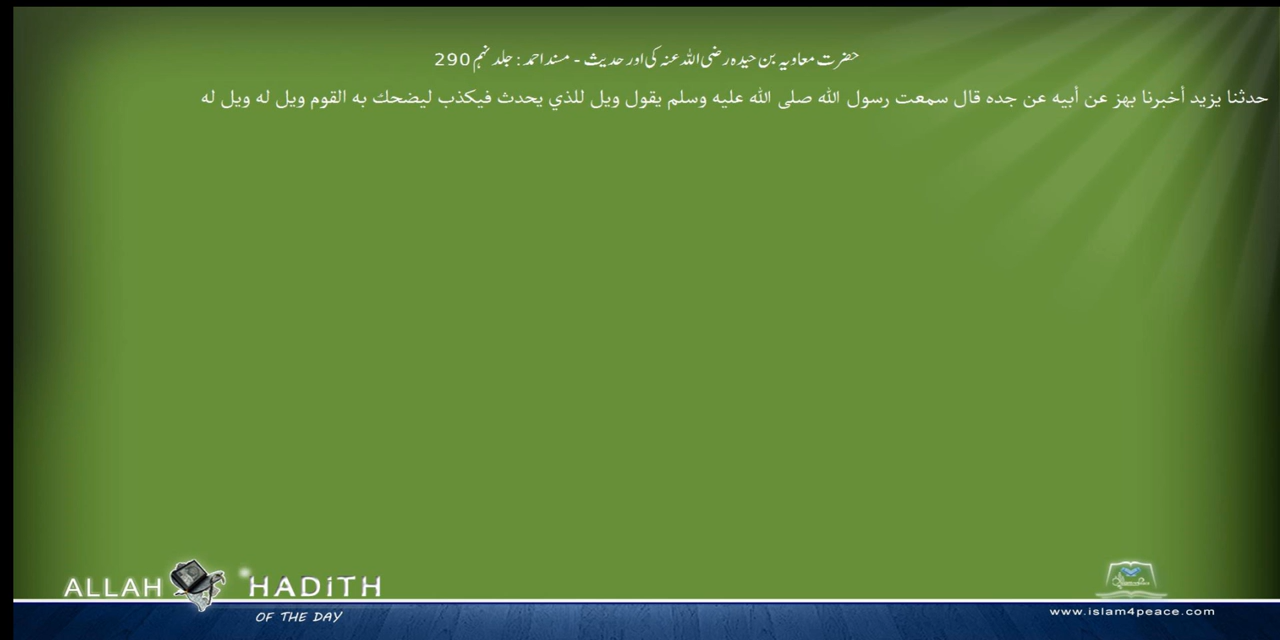 حضرت معاویہ بن حیدہ رضی اللہ عنہ کی اور حدیث - مسند احمد : جلد نہم 290
حدثنا يزيد أخبرنا بهز عن أبيه عن جده قال سمعت رسول الله صلى الله عليه وسلم يقول ويل للذي يحدث فيكذب ليضحك به القوم ويل له ويل له
ALLAH HADITH
OF THE DAY
www.islam4peace.com